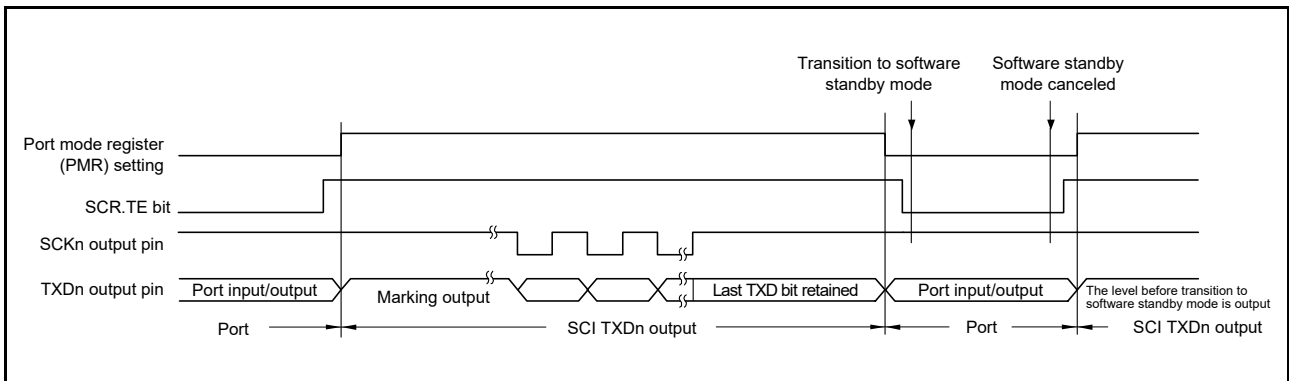 Transition to software
standby mode
Software standby
mode canceled
Port mode register
(PMR) setting
SCR.TE bit
SCKn output pin
TXDn output pin
Port input/output
Marking output
Last TXD bit retained
Port input/output
The level before transition to
software standby mode is output
Port
SCI TXDn output
Port
SCI TXDn output